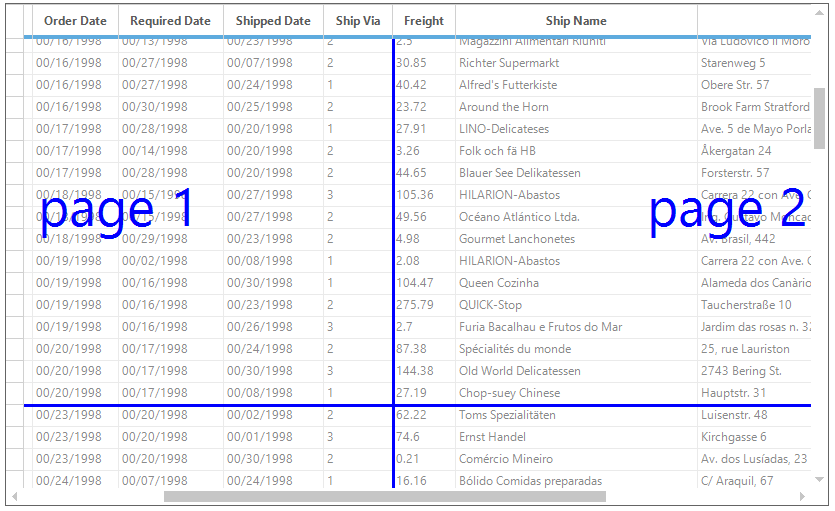 Order Date Required Date Shipped Date Ship Via Freight Ship Name
00/16/1998 00/13/1998 00/23/1998 2 2.5 Magazzini Alimentari Riuniti Via Ludovico il Moro
00/16/1998 00/27/1998 00/07/1998 2 30.85 Richter Supermarkt Starenweg 5
00/16/1998 00/27/1998 00/24/1998 1 40.42 Alfred's Futterkiste Obere Str. 57
00/16/1998 00/30/1998 00/25/1998 2 23.72 Around the Horn Brook Farm Stratford
00/17/1998 00/28/1998 00/20/1998 1 27.91 LINO-Delicateses Ave. 5 de Mayo Porla
00/17/1998 00/14/1998 00/20/1998 2 3.26 Folk och fä HB Åkergatan 24
00/17/1998 00/28/1998 00/20/1998 2 44.65 Blauer See Delikatessen Forsterstr. 57
00/18/1998 00/15/1998 00/27/1998 3 105.36 HILARION-Abastos Carrera 22 con Ave. C
page 1 page 2
00/18/1998 00/15/1998 00/27/1998 2 49.56 Océano Atlántico Ltda. Ing. Gustavo Moncad
00/18/1998 00/29/1998 00/23/1998 2 4.98 Gourmet Lanchonetes Av. Brasil, 442
00/19/1998 00/02/1998 00/08/1998 1 2.08 HILARION-Abastos Carrera 22 con Ave. C
00/19/1998 00/16/1998 00/30/1998 1 104.47 Queen Cozinha Alameda dos Canàrio
00/19/1998 00/16/1998 00/23/1998 2 275.79 QUICK-Stop Taucherstraße 10
00/19/1998 00/16/1998 00/26/1998 3 2.7 Furia Bacalhau e Frutos do Mar Jardim das rosas n. 32
00/20/1998 00/17/1998 00/24/1998 2 87.38 Spécialités du monde 25, rue Lauriston
00/20/1998 00/17/1998 00/30/1998 3 144.38 Old World Delicatessen 2743 Bering St.
00/20/1998 00/17/1998 00/08/1998 1 27.19 Chop-suey Chinese Hauptstr. 31
00/23/1998 00/20/1998 00/02/1998 2 62.22 Toms Spezialitäten Luisenstr. 48
00/23/1998 00/20/1998 00/01/1998 3 74.6 Ernst Handel Kirchgasse 6
00/23/1998 00/20/1998 00/30/1998 2 0.21 Comércio Mineiro Av. dos Lusíadas, 23
00/24/1998 00/07/1998 00/24/1998 1 16.16 Bólido Comidas preparadas C/ Araquil, 67